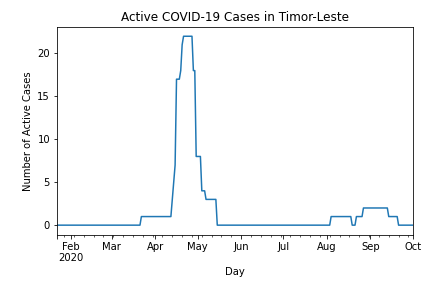 Active COVID-19 Cases in Timor-Leste
Number of Active Cases
20
15
10
5
0
Feb Mar Apr May Jun Jul Aug Sep Oct
2020
Day